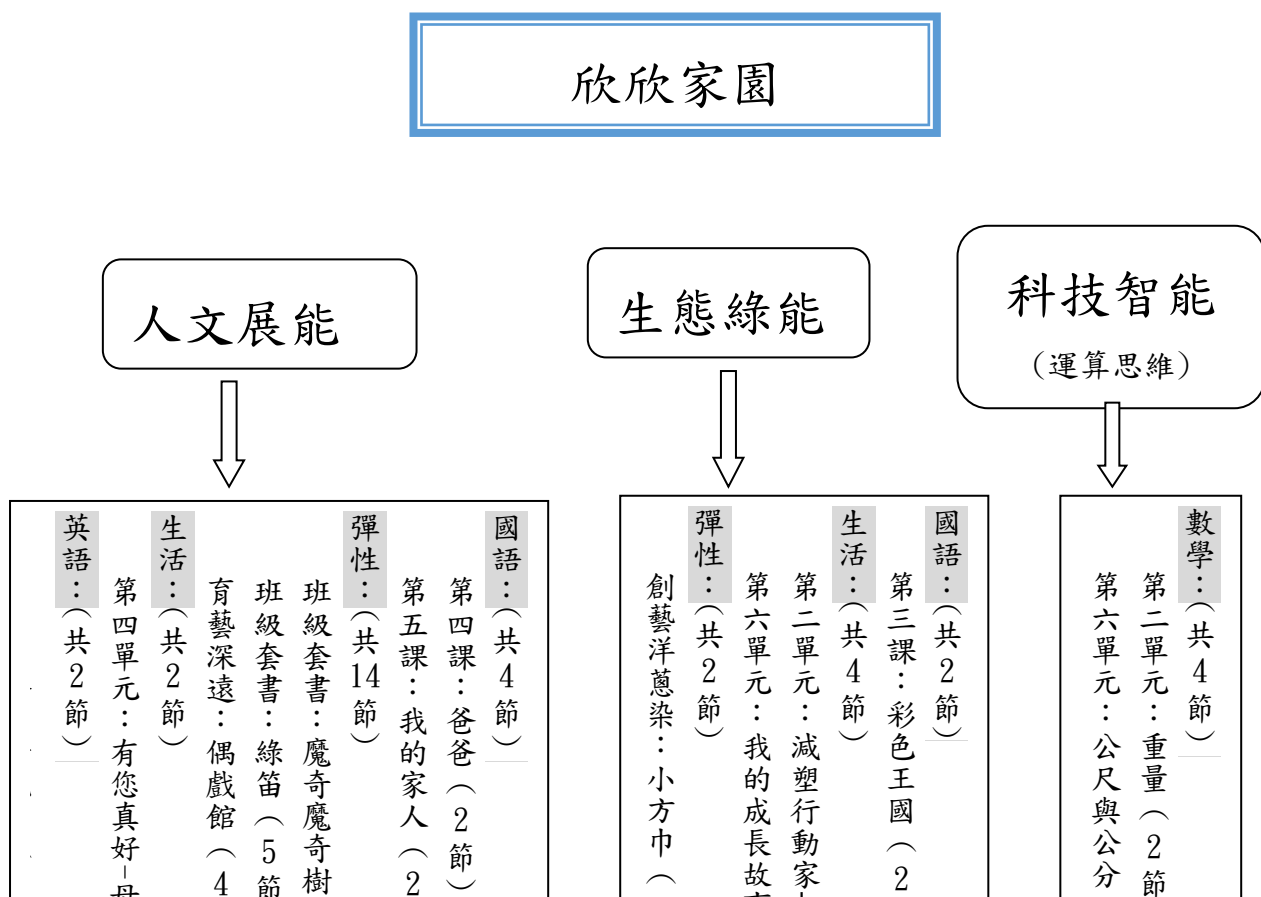 欣欣家園
人文展能
生態綠能
科技智能
（運算思維）
國語：（共4節）
第四課：爸爸（2節）
第五課：我的家人（2
彈性：（共14節）
班級套書：魔奇魔奇樹
班級套書：綠笛（5節
育藝深遠：偶戲館（4
生活：（共2節）
第四單元：有您真好-母
英語：（共2節）
國語：（共2節）
第三課：彩色王國（2
生活：（共4節）
第二單元：減塑行動家
第六單元：我的成長故
彈性：（共2節）
創藝洋蔥染：小方巾（
數學：（共4節）
第二單元：重量（2節
第六單元：公尺與公分